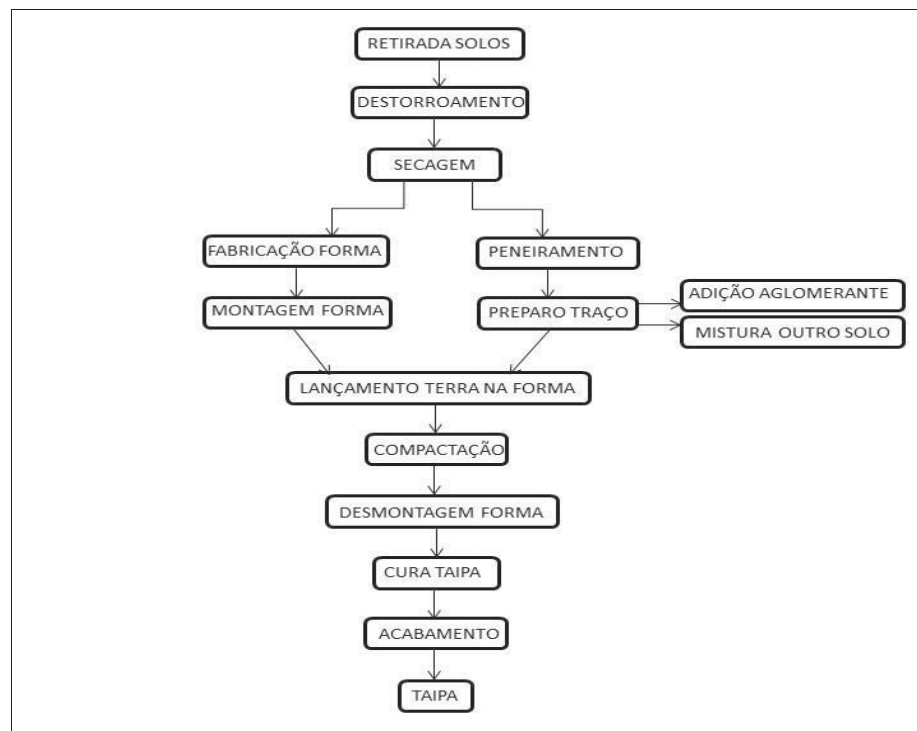 RETIRADA SOLOS
DESTORROAMENTO
SECAGEM
FABRICAÇÃO FORMA
PENEIRAMENTO
MONTAGEM FORMA
PREPARO TRAÇO
ADIÇÃO AGLOMERANTE
MISTURA OUTRO SOLO
LANÇAMENTO TERRA NA FORMA
COMPACTAÇÃO
DESMONTAGEM FORMA
CURA TAIPA
ACABAMENTO
TAIPA